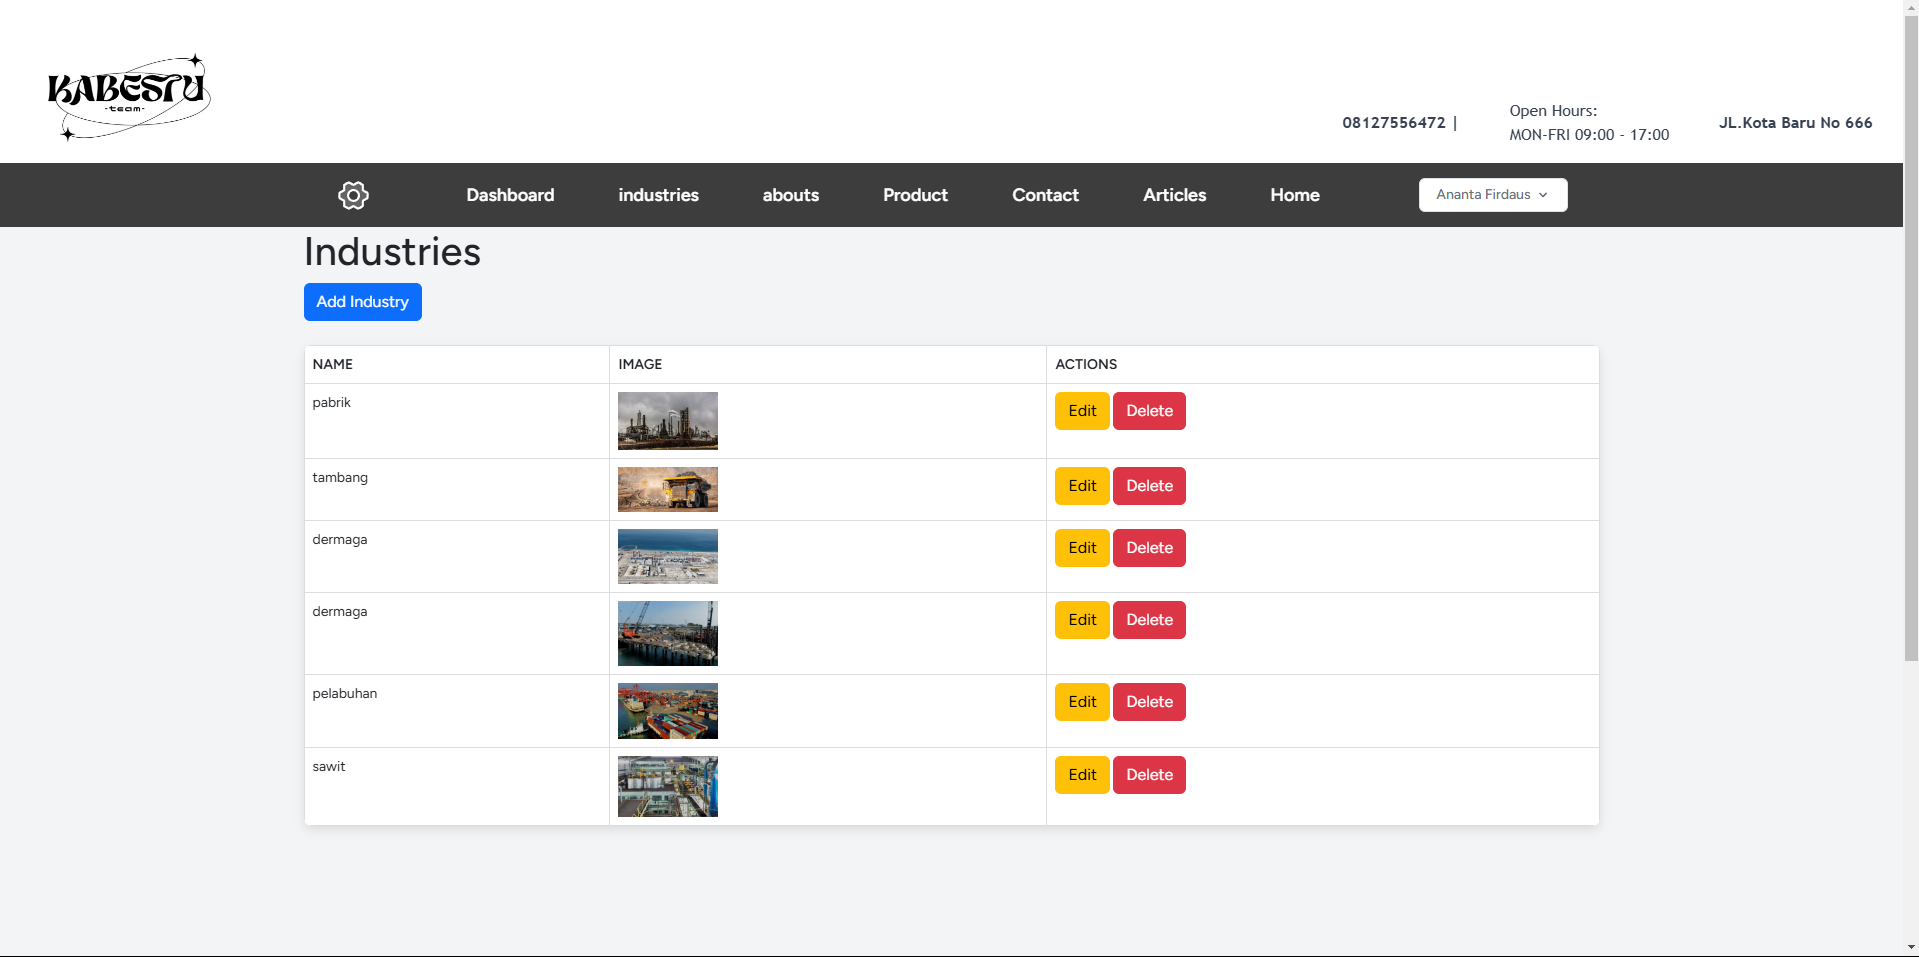 KABESTU
-team-
08127556472 |
Open Hours:
MON-FRI 09:00 - 17:00
JL.Kota Baru No 666
Dashboard industries abouts Product Contact Articles Home Ananta Firdaus
Industries
Add Industry
NAME IMAGE ACTIONS
pabrik Edit Delete
tambang Edit Delete
dermaga Edit Delete
dermaga Edit Delete
pelabuhan Edit Delete
sawit Edit Delete